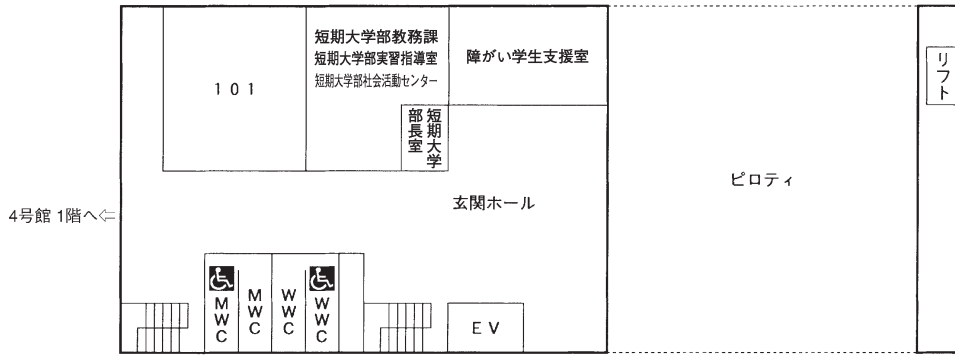 短期大学部教務課
短期大学部実習指導室
短期大学部社会活動センター
障がい学生支援室
101
リフト
短期大学
部長室
ピロティ
玄関ホール
4号館 1階へ⇦
MWC
MWC
WWC
WWC
EV